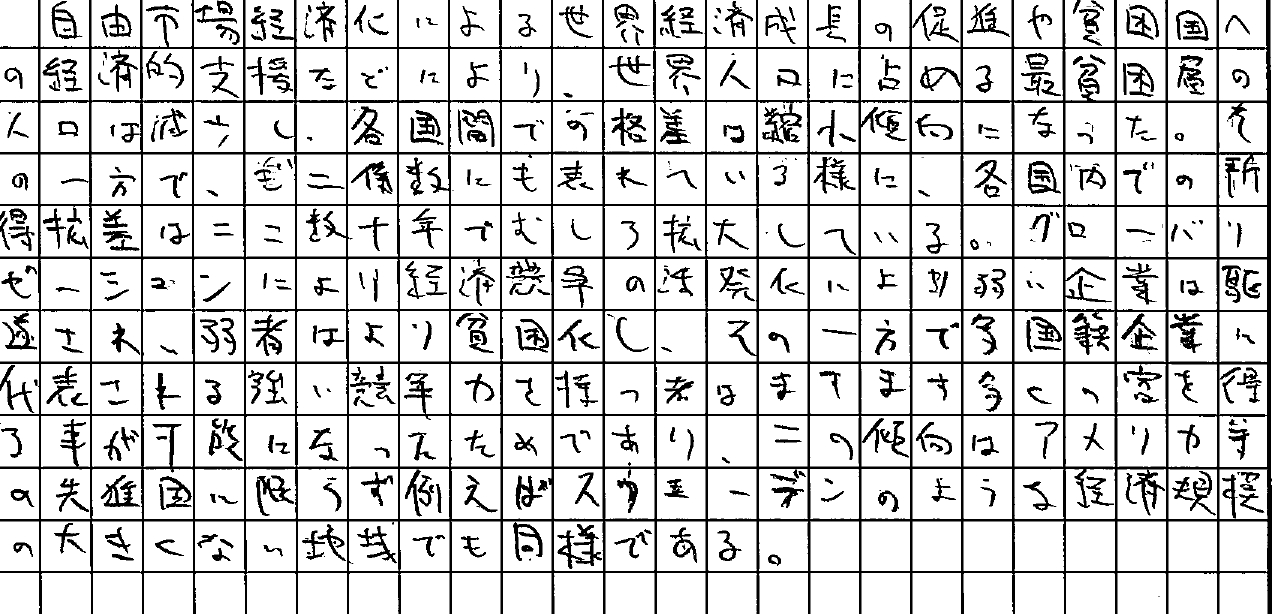 自由市場経済化による世界経済成長の促進や貧困国へ
の経済的支援などにより、世界人口に占める最貧困層の
人口は減少し、各国間での格差は縮小傾向になった。そ
の一方で、ジニ係数にも表れている様に、各国内での所
得拡差はここ数十年でむしろ拡大している。グローバリ
ゼーションにより経済競争の活発化により弱い企業は駆
逐され、弱者はより貧困化し、その一方で多国籍企業に
代表される強い競争力を持つ者はますます多くの富を得
る事が可能になったためであり、この傾向はアメリカ等
の先進国に限らず例えばスウェーデンのような経済規模
の大きくない地域でも同様である。